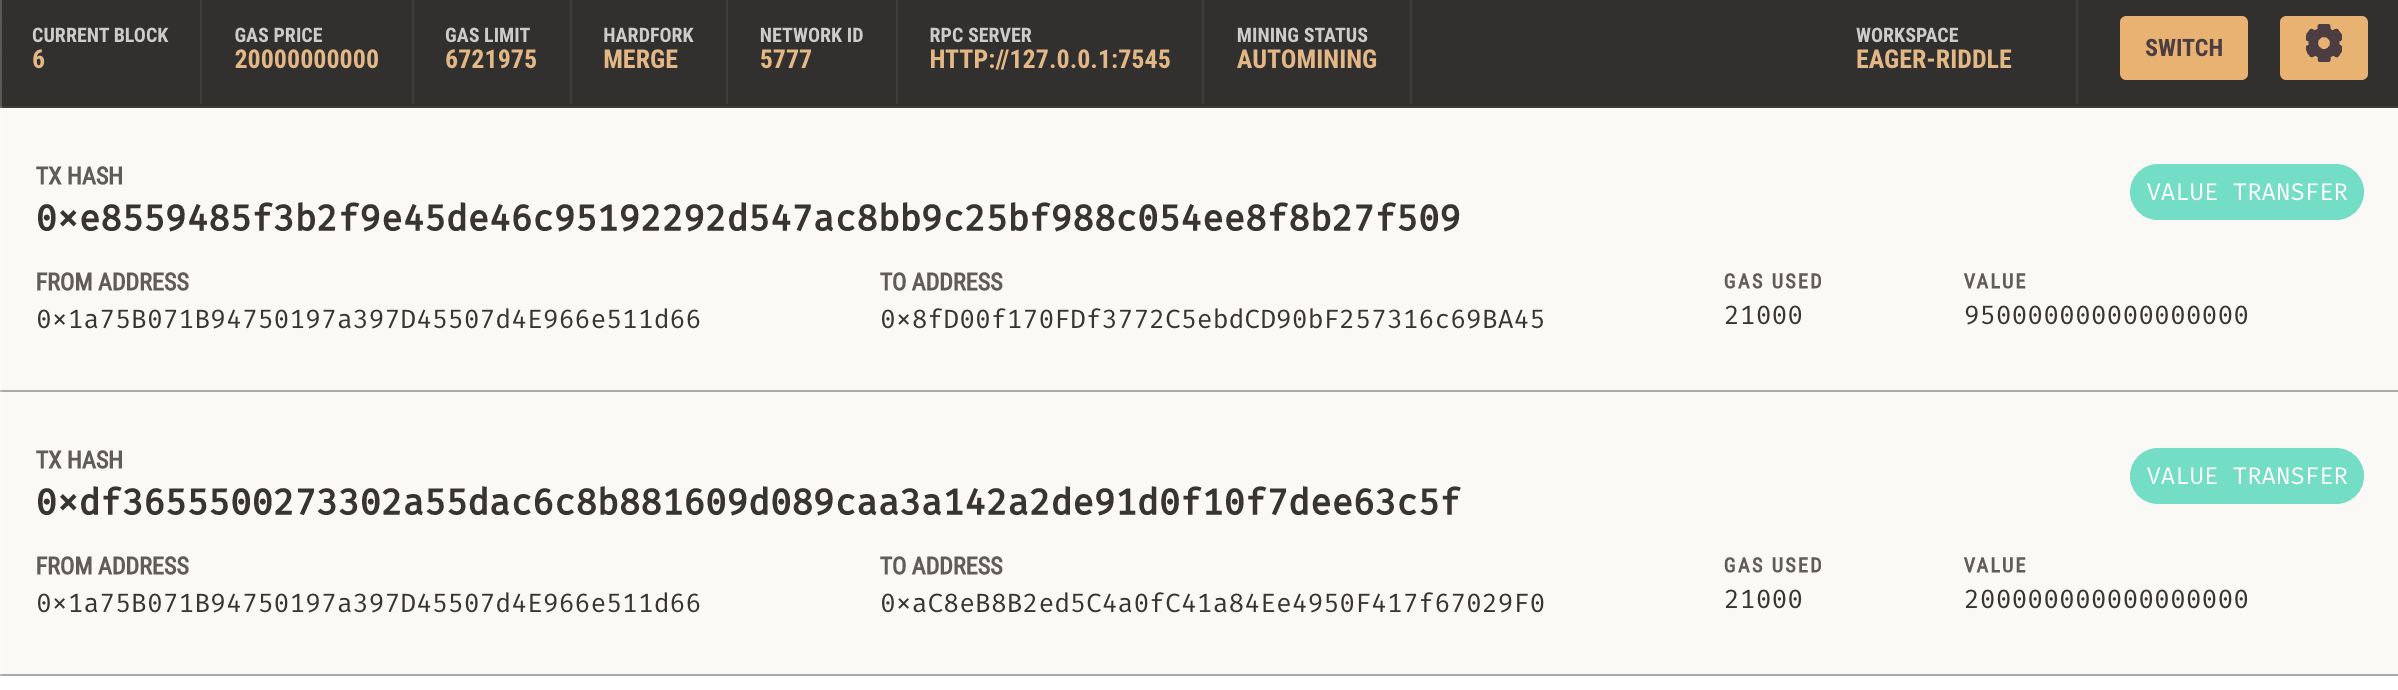 CURRENT BLOCK
6
GAS PRICE
20000000000
GAS LIMIT
6721975
HARDFORK
MERGE
NETWORK ID
5777
RPC SERVER
HTTP://127.0.0.1:7545
MINING STATUS
AUTOMINING
WORKSPACE
EAGER-RIDDLE
SWITCH
TX HASH
0×e8559485f3b2f9e45de46c95192292d547ac8bb9c25bf988c054ee8f8b27f509
VALUE TRANSFER
FROM ADDRESS
0×1a75B071B94750197a397D45507d4E966e511d66
TO ADDRESS
0×8fD00f170FDf3772C5ebdCD90bF257316c69BA45
GAS USED
21000
VALUE
950000000000000000
TX HASH
0×df3655500273302a55dac6c8b881609d089caa3a142a2de91d0f10f7dee63c5f
VALUE TRANSFER
FROM ADDRESS
0×1a75B071B94750197a397D45507d4E966e511d66
TO ADDRESS
0×aC8eB8B2ed5C4a0fC41a84Ee4950F417f67029F0
GAS USED
21000
VALUE
200000000000000000